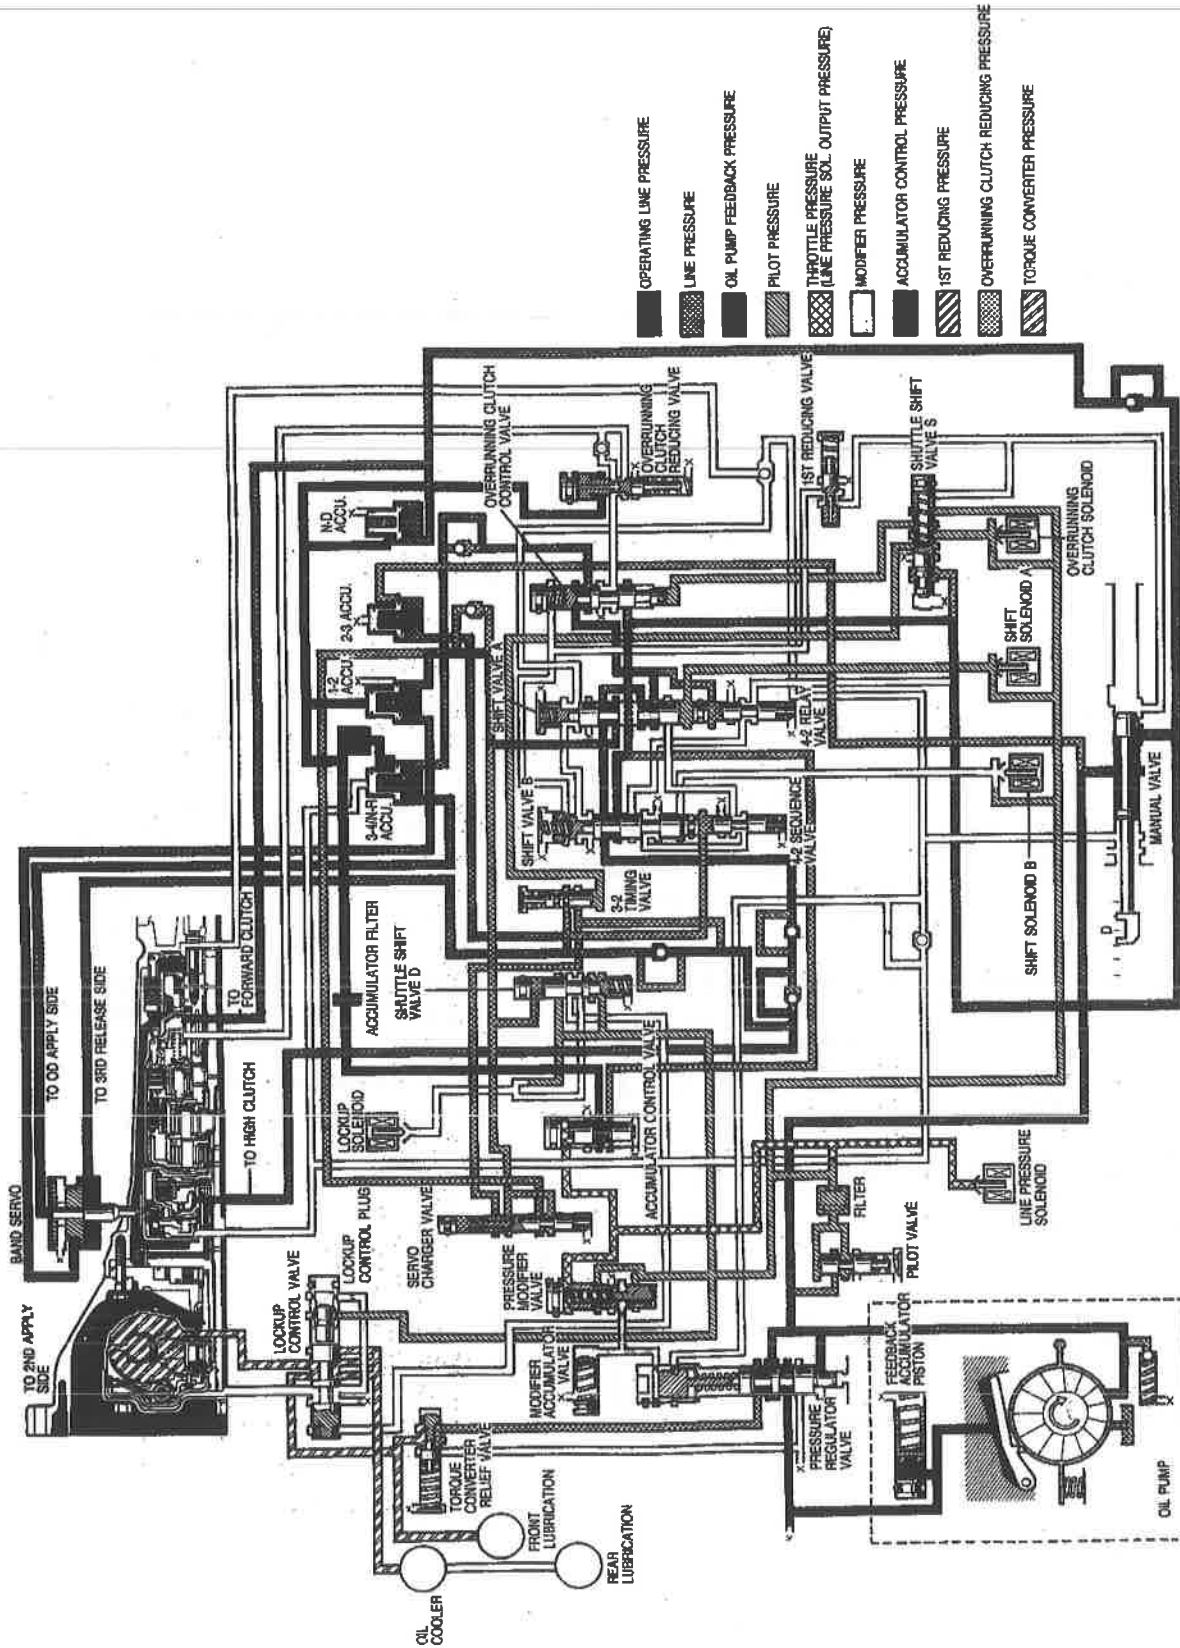 BAND SERVO
TO OD APPLY SIDE
TO 3RD RELEASE SIDE
TO 2ND APPLY
SIDE
TO
FORWARD CLUTCH
TO HIGH CLUTCH
ACCUMULATOR FILTER
SHUTTLE SHIFT
VALVE D
3-4/N-R
ACCU.
1-2
ACCU.
2-3 ACCU.
N-D
ACCU.
SHIFT VALVE A
SHIFT VALVE B
OVERRUNNING CLUTCH
CONTROL VALVE
OVERRUNNING
CLUTCH
REDUCING VALVE
1ST REDUCING VALVE
SHUTTLE SHIFT
VALVE S
OVERRUNNING
CLUTCH SOLENOID
SHIFT
SOLENOID A
SHIFT SOLENOID B
4-2 RELAY
VALVE
4-2 SEQUENCE
VALVE
3-2
TIMING
VALVE
MANUAL VALVE
D
LOCKUP
SOLENOID
LOCKUP
CONTROL VALVE
LOCKUP
CONTROL PLUG
SERVO
CHARGER VALVE
ACCUMULATOR CONTROL VALVE
PRESSURE
MODIFIER
VALVE
MODIFIER
ACCUMULATOR
VALVE
TORQUE
CONVERTER
RELIEF VALVE
PRESSURE
REGULATOR
VALVE
FILTER
PILOT VALVE
LINE PRESSURE
SOLENOID
FEEDBACK
ACCUMULATOR
PISTON
OIL PUMP
OIL
COOLER
FRONT
LUBRICATION
REAR
LUBRICATION
OPERATING LINE PRESSURE
LINE PRESSURE
OIL PUMP FEEDBACK PRESSURE
PILOT PRESSURE
THROTTLE PRESSURE
(LINE PRESSURE SOL. OUTPUT PRESSURE)
MODIFIER PRESSURE
ACCUMULATOR CONTROL PRESSURE
1ST REDUCING PRESSURE
OVERRUNNING CLUTCH REDUCING PRESSURE
TORQUE CONVERTER PRESSURE